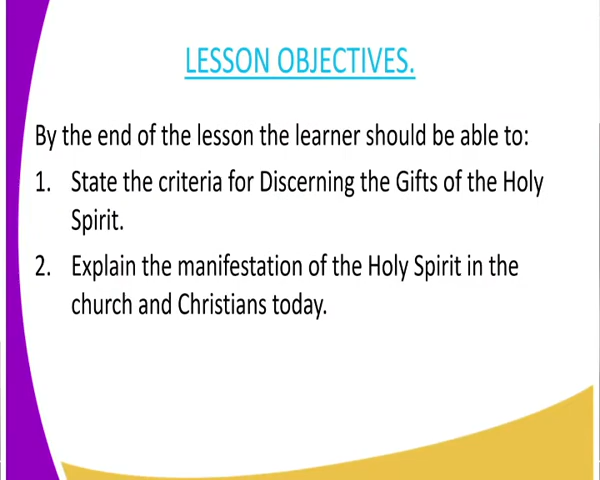 LESSON OBJECTIVES.
By the end of the lesson the learner should be able to:
1. State the criteria for Discerning the Gifts of the Holy
Spirit.
2. Explain the manifestation of the Holy Spirit in the
church and Christians today.